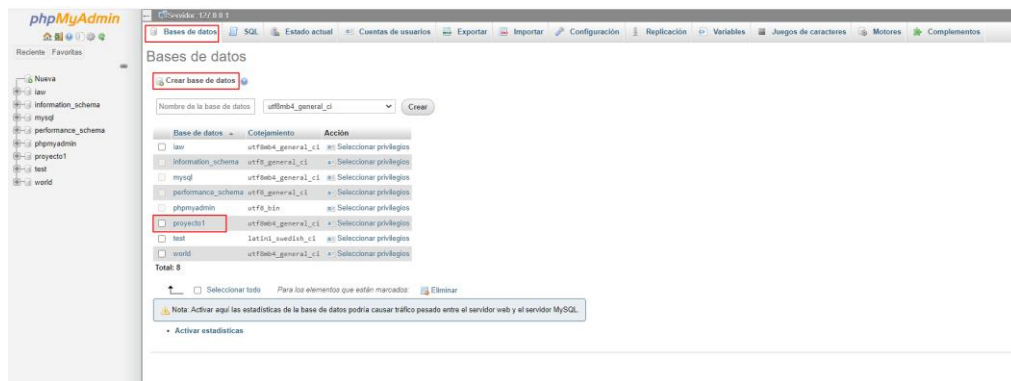 phpMyAdmin
Servidor: 127.0.0.1
Bases de datos SQL Estado actual Cuentas de usuarios Exportar Importar Configuración Replicación Variables Juegos de caracteres Motores Complementos
Reciente Favoritas
Nueva
law
information_schema
mysql
performance_schema
phpmyadmin
proyecto1
test
world
Bases de datos
Crear base de datos
Nombre de la base de datos utf8mb4_general_ci Crear
Base de datos Cotejamiento Acción
law utf8mb4_general_ci Seleccionar privilegios
information_schema utf8_general_ci Seleccionar privilegios
mysql utf8mb4_general_ci Seleccionar privilegios
performance_schema utf8_general_ci Seleccionar privilegios
phpmyadmin utf8_bin Seleccionar privilegios
proyecto1 utf8mb4_general_ci Seleccionar privilegios
test latin1_swedish_ci Seleccionar privilegios
world utf8mb4_general_ci Seleccionar privilegios
Total: 8
Seleccionar todo Para los elementos que están marcados: Eliminar
Nota: Activar aquí las estadísticas de la base de datos podría causar tráfico pesado entre el servidor web y el servidor MySQL.
• Activar estadísticas